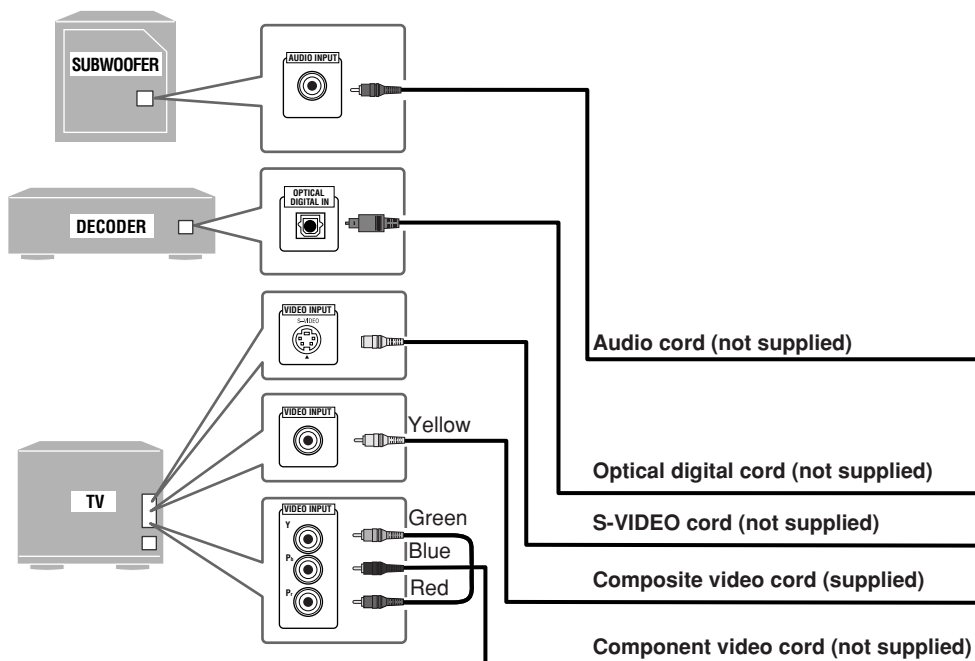 SUBWOOFER
AUDIO INPUT
DECODER
OPTICAL
DIGITAL IN
VIDEO INPUT
S-VIDEO
Audio cord (not supplied)
VIDEO INPUT
Yellow
Optical digital cord (not supplied)
TV
VIDEO INPUT
Y
Green
S-VIDEO cord (not supplied)
PB
Blue
Composite video cord (supplied)
PR
Red
Component video cord (not supplied)